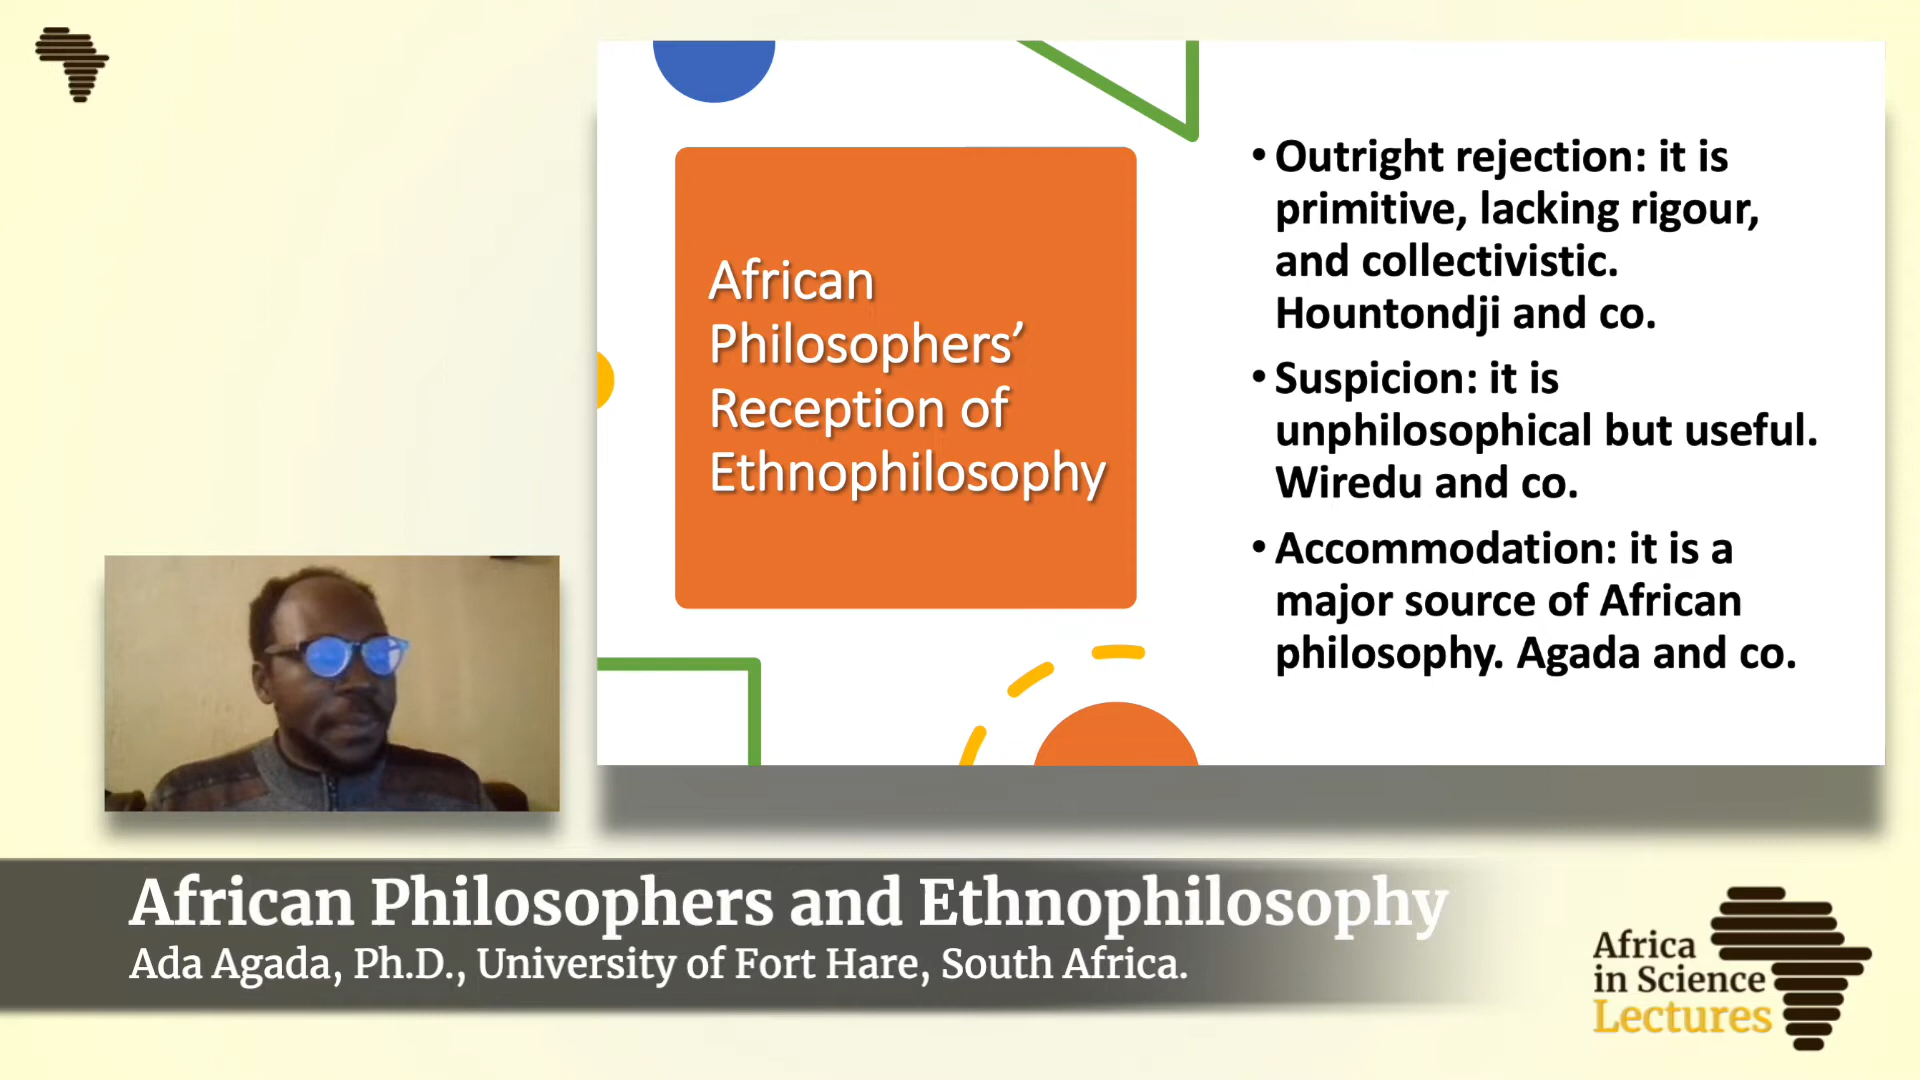 African
Philosophers’
Reception of
Ethnophilosophy
• Outright rejection: it is
primitive, lacking rigour,
and collectivistic.
Hountondji and co.
• Suspicion: it is
unphilosophical but useful.
Wiredu and co.
• Accommodation: it is a
major source of African
philosophy. Agada and co.
African Philosophers and Ethnophilosophy
Ada Agada, Ph.D., University of Fort Hare, South Africa.
Africa
in Science
Lectures